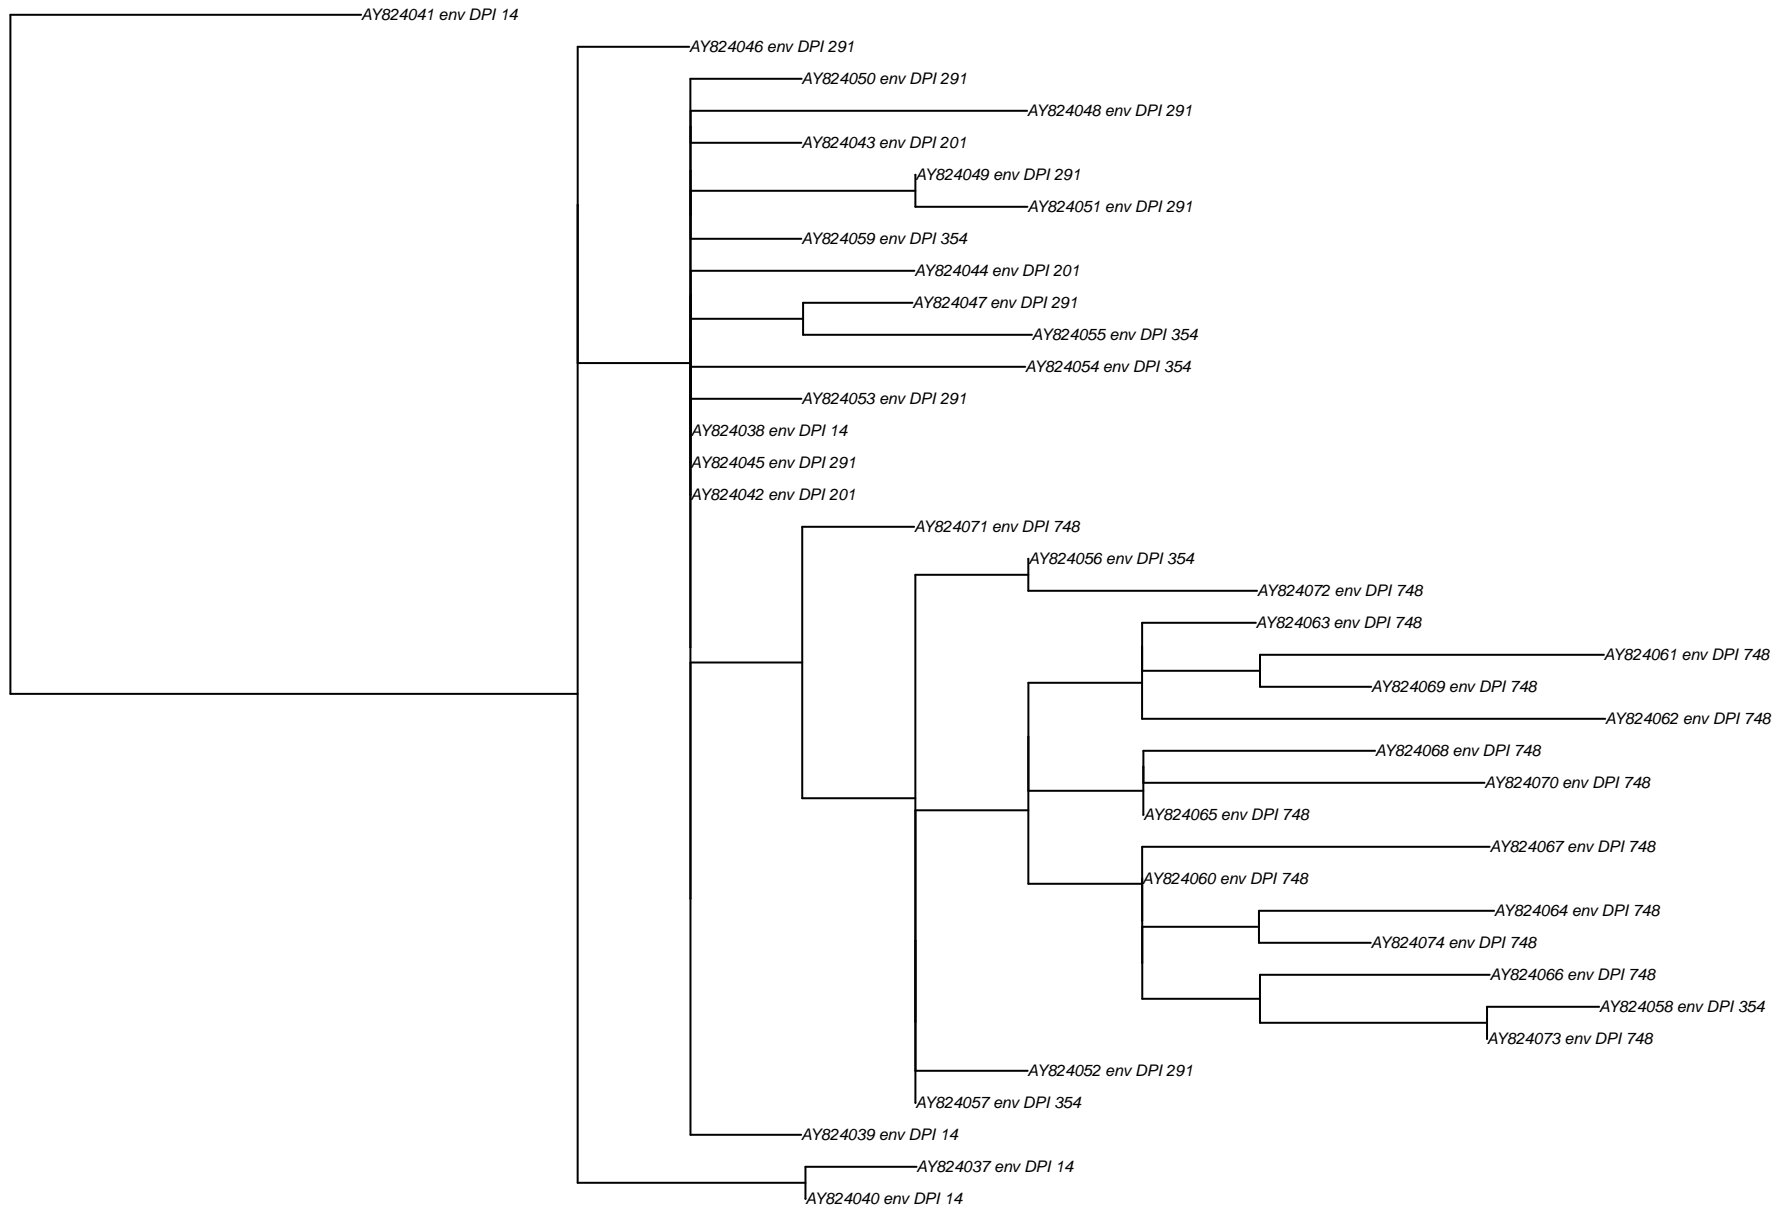 AY824041 env DPI 14
AY824046 env DPI 291
AY824050 env DPI 291
AY824048 env DPI 291
AY824043 env DPI 201
AY824049 env DPI 291
AY824051 env DPI 291
AY824059 env DPI 354
AY824044 env DPI 201
AY824047 env DPI 291
AY824055 env DPI 354
AY824054 env DPI 354
AY824053 env DPI 291
AY824038 env DPI 14
AY824045 env DPI 291
AY824042 env DPI 201
AY824071 env DPI 748
AY824056 env DPI 354
AY824072 env DPI 748
AY824063 env DPI 748
AY824061 env DPI 748
AY824069 env DPI 748
AY824062 env DPI 748
AY824068 env DPI 748
AY824070 env DPI 748
AY824065 env DPI 748
AY824067 env DPI 748
AY824060 env DPI 748
AY824064 env DPI 748
AY824074 env DPI 748
AY824066 env DPI 748
AY824058 env DPI 354
AY824073 env DPI 748
AY824052 env DPI 291
AY824057 env DPI 354
AY824039 env DPI 14
AY824037 env DPI 14
AY824040 env DPI 14